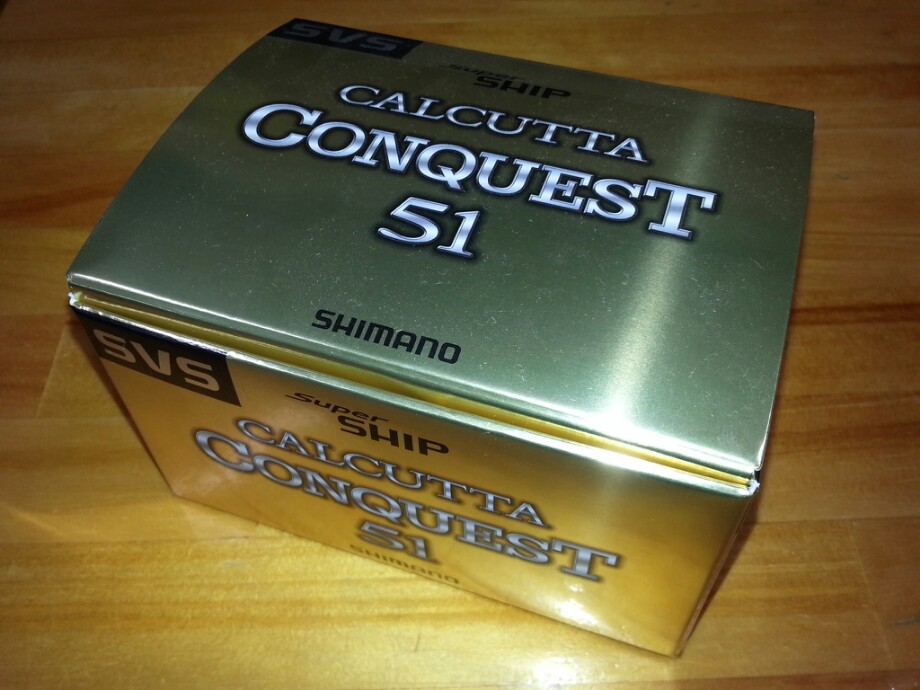 SVS
Super
SHIP
CALCUTTA
CONQUEST
51
SHIMANO
SVS
Super
SHIP
CALCUTTA
CONQUEST
51
SHIMANO